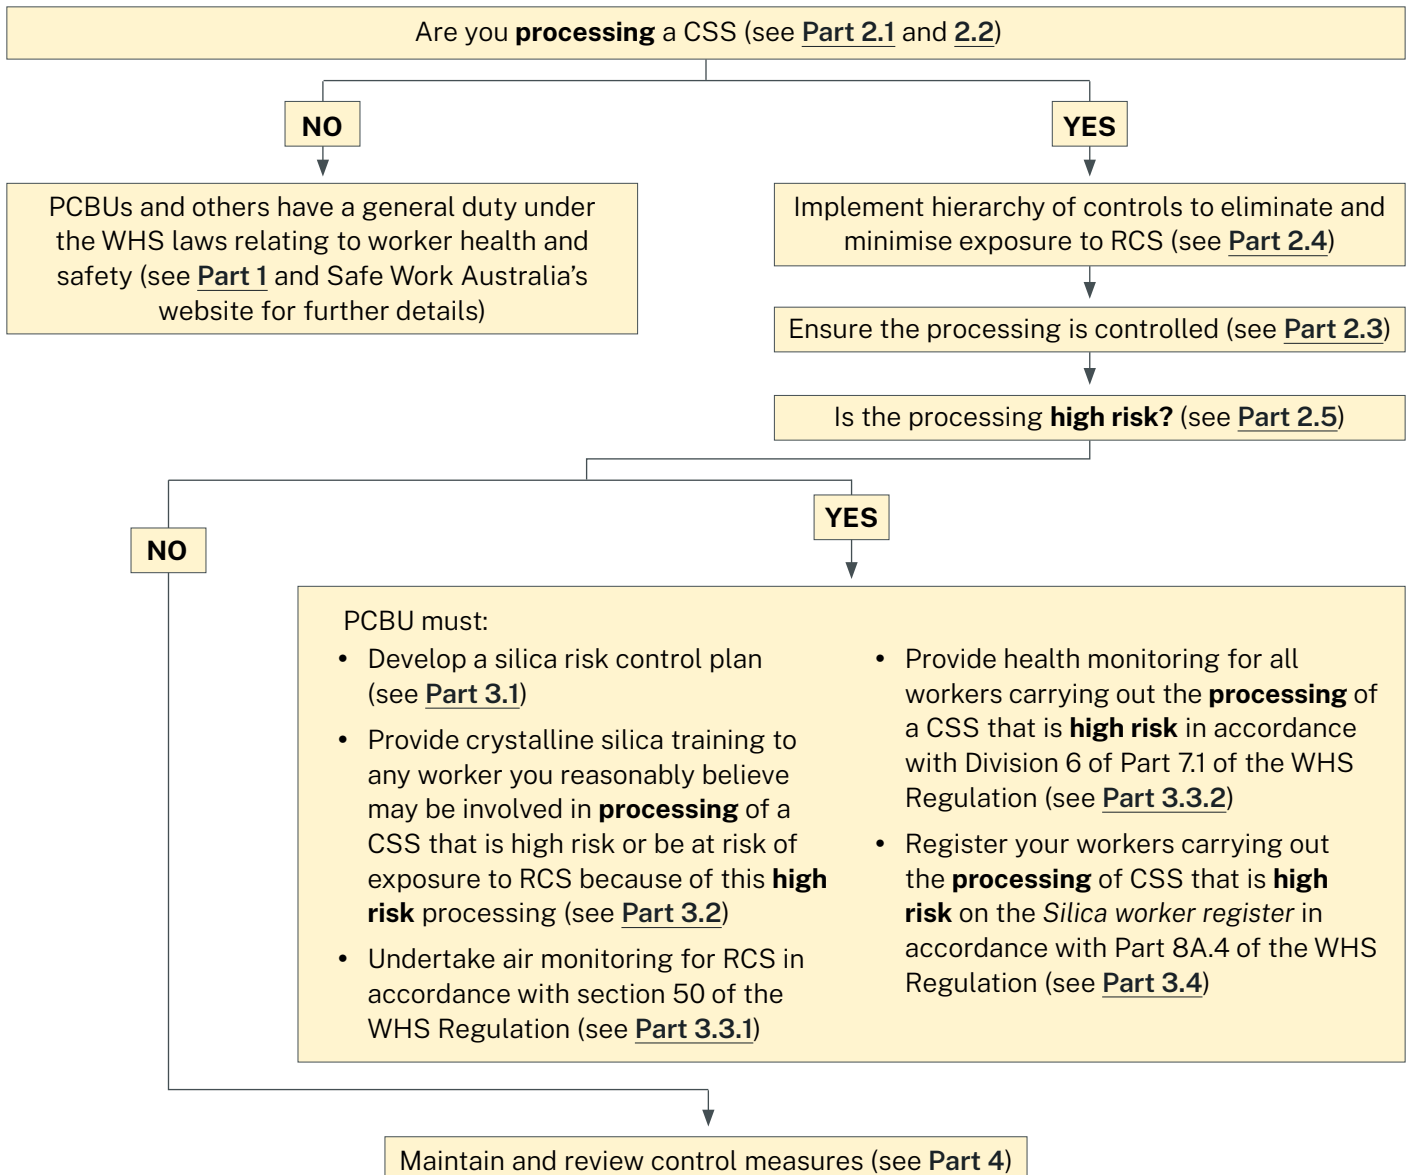 Are you processing a CSS (see Part 2.1 and 2.2)
NO
YES
PCBUs and others have a general duty under
the WHS laws relating to worker health and
safety (see Part 1 and Safe Work Australia's
website for further details)
Implement hierarchy of controls to eliminate and
minimise exposure to RCS (see Part 2.4)
Ensure the processing is controlled (see Part 2.3)
Is the processing high risk? (see Part 2.5)
NO
YES
PCBU must:
• Develop a silica risk control plan
(see Part 3.1)
• Provide crystalline silica training to
any worker you reasonably believe
may be involved in processing of a
CSS that is high risk or be at risk of
exposure to RCS because of this high
risk processing (see Part 3.2)
• Undertake air monitoring for RCS in
accordance with section 50 of the
WHS Regulation (see Part 3.3.1)
• Provide health monitoring for all
workers carrying out the processing of
a CSS that is high risk in accordance
with Division 6 of Part 7.1 of the WHS
Regulation (see Part 3.3.2)
• Register your workers carrying out
the processing of CSS that is high
risk on the Silica worker register in
accordance with Part 8A.4 of the WHS
Regulation (see Part 3.4)
Maintain and review control measures (see Part 4)